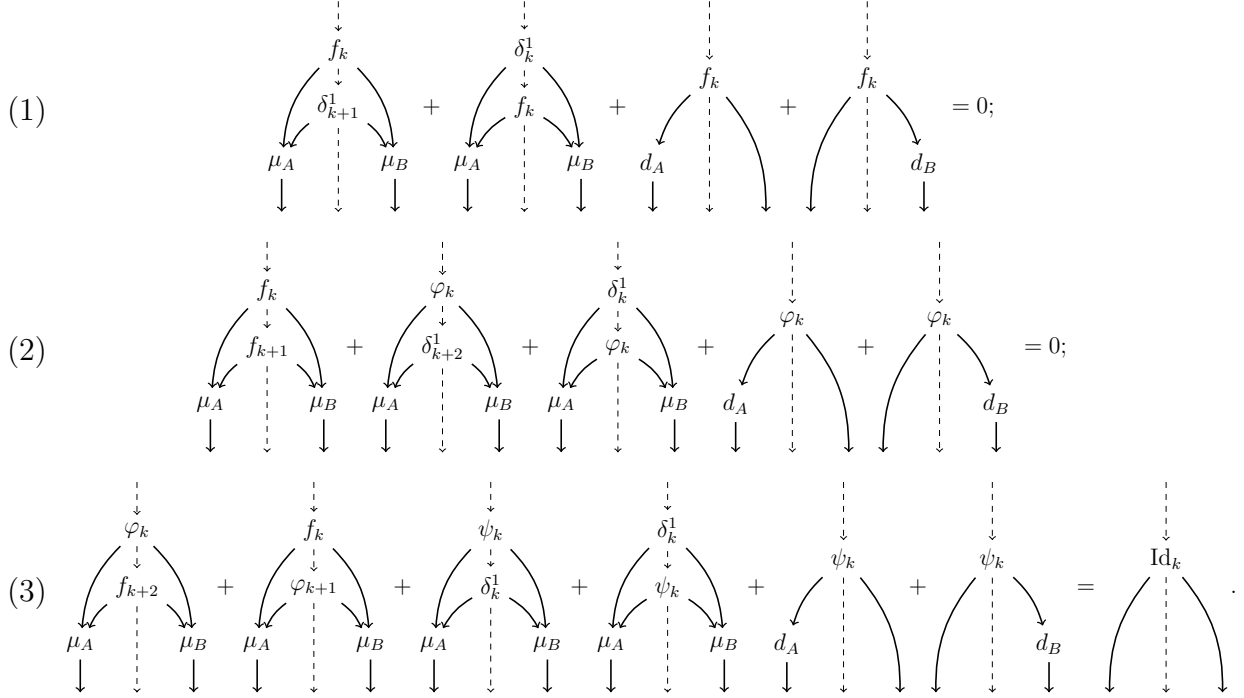 f_k δ^1_k
f_k f_k
(1) δ^1_{k+1} + f_k + + = 0;
μ_A μ_B μ_A μ_B d_A d_B
f_k φ_k δ^1_k
φ_k φ_k
(2) f_{k+1} + δ^1_{k+2} + φ_k + + = 0;
μ_A μ_B μ_A μ_B μ_A μ_B d_A d_B
φ_k f_k ψ_k δ^1_k
ψ_k ψ_k Id_k
(3) f_{k+2} + φ_{k+1} + δ^1_k + ψ_k + + = .
μ_A μ_B μ_A μ_B μ_A μ_B μ_A μ_B d_A d_B